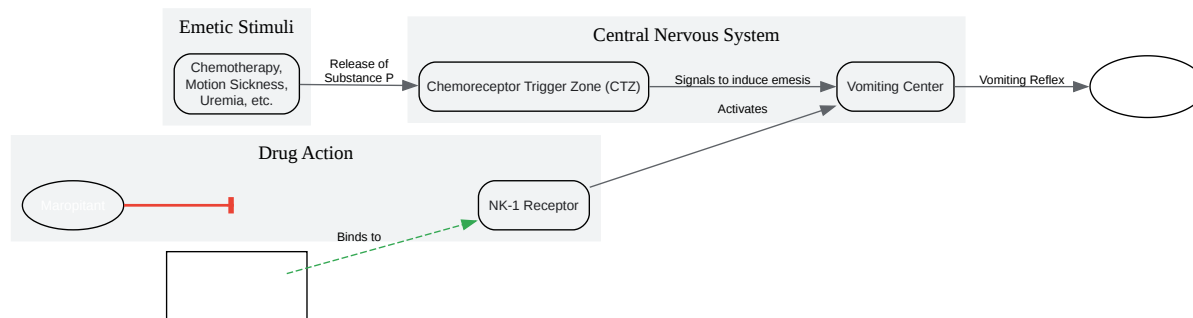 Emetic Stimuli
Chemotherapy,
Motion Sickness,
Uremia, etc.
Release of
Substance P
Central Nervous System
Chemoreceptor Trigger Zone (CTZ)
Signals to induce emesis
Vomiting Center
Vomiting Reflex
Activates
Drug Action
Maropitant
NK-1 Receptor
Binds to